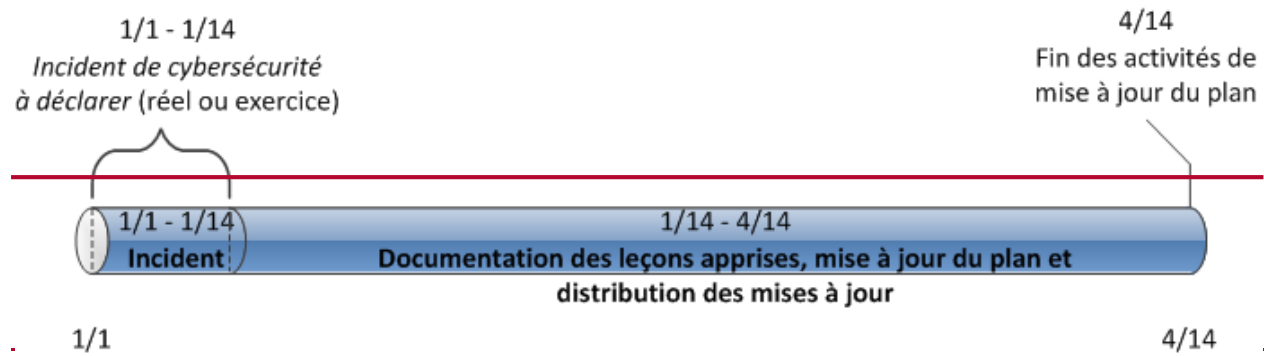 1/1 - 1/14
Incident de cybersécurité
à déclarer (réel ou exercice)
4/14
Fin des activités de
mise à jour du plan
1/1 - 1/14
Incident
1/14 - 4/14
Documentation des leçons apprises, mise à jour du plan et
distribution des mises à jour
1/1
4/14